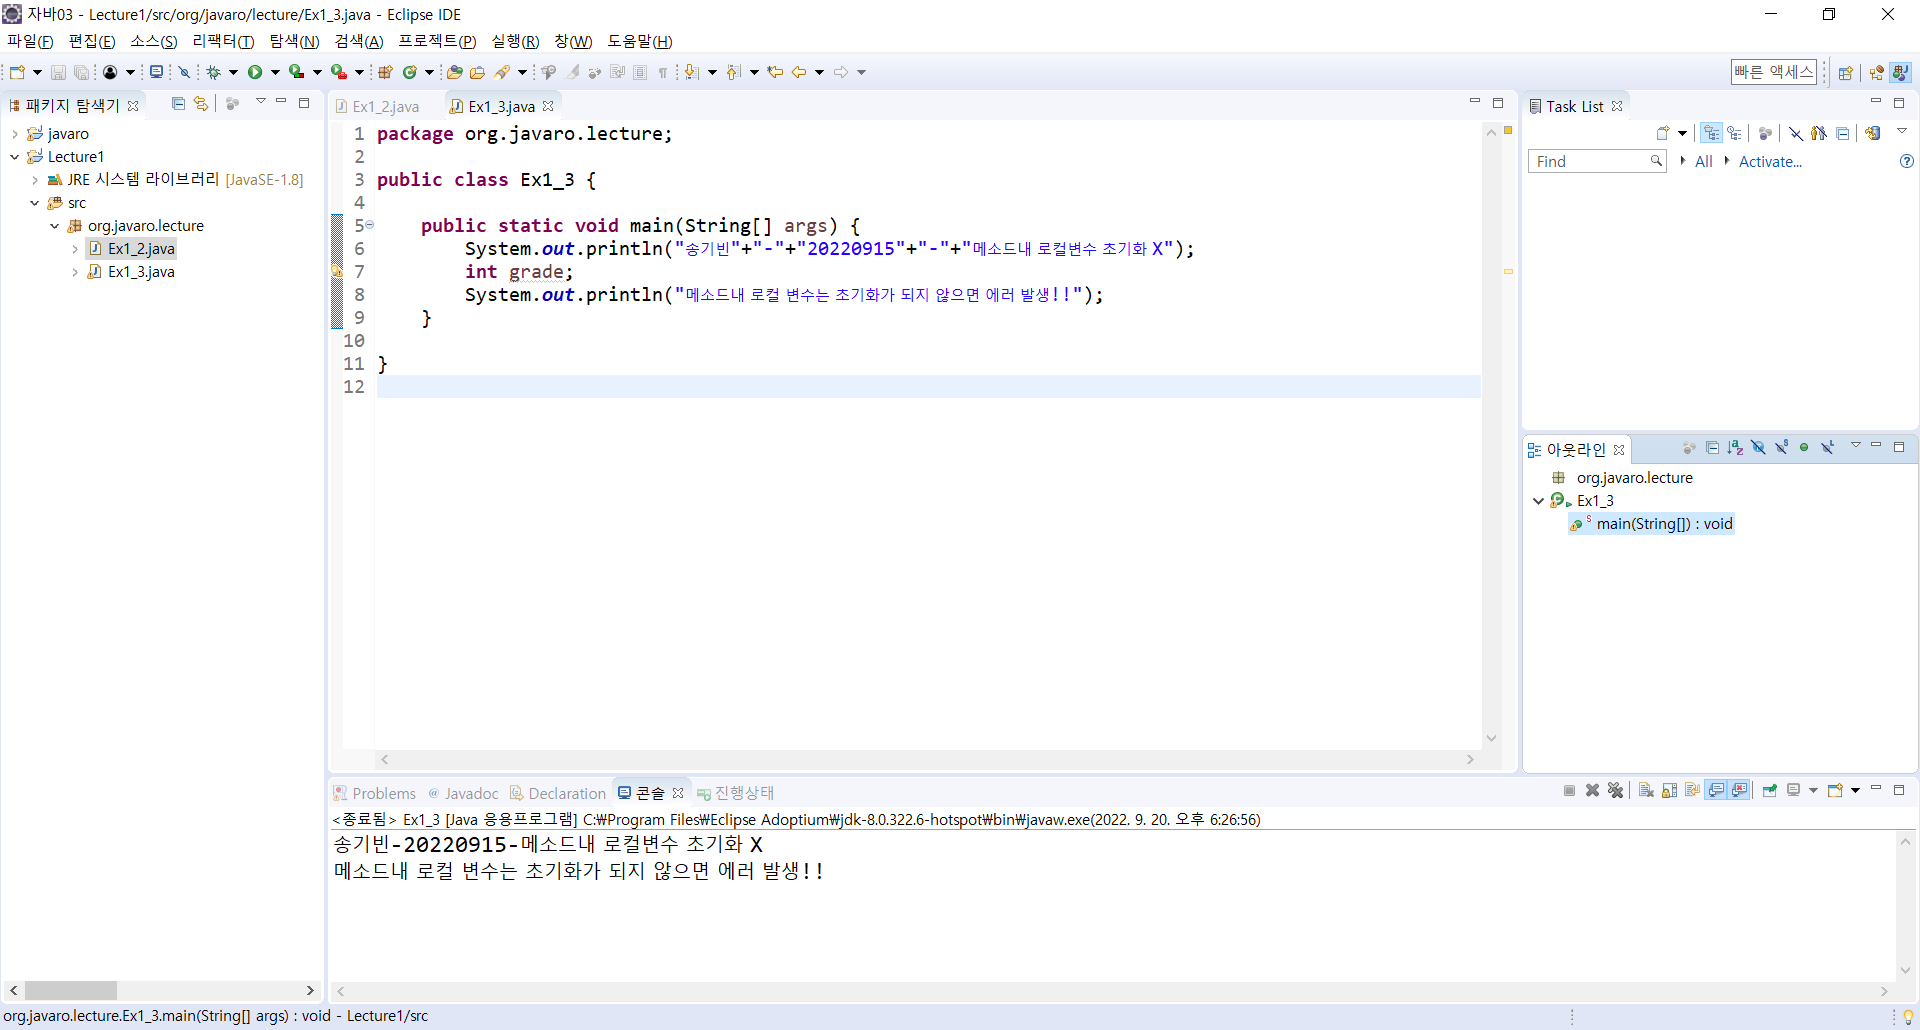 자바03 - Lecture1/src/org/javaro/lecture/Ex1_3.java - Eclipse IDE
파일(F) 편집(E) 소스(S) 리팩터(T) 탐색(N) 검색(A) 프로젝트(P) 실행(R) 창(W) 도움말(H)
빠른 액세스
패키지 탐색기
javaro
Lecture1
JRE 시스템 라이브러리 [JavaSE-1.8]
src
org.javaro.lecture
Ex1_2.java
Ex1_3.java
Ex1_2.java Ex1_3.java
1 package org.javaro.lecture;
2
3 public class Ex1_3 {
4
5 public static void main(String[] args) {
6 System.out.println("송기빈"+"-"+"20220915"+"-"+"메소드내 로컬변수 초기화 X");
7 int grade;
8 System.out.println("메소드내 로컬 변수는 초기화가 되지 않으면 에러 발생!!");
9 }
10
11 }
12
Task List
Find All Activate...
아웃라인
org.javaro.lecture
Ex1_3
main(String[]) : void
Problems @ Javadoc Declaration 콘솔 진행상태
<종료됨> Ex1_3 [Java 응용프로그램] C:₩Program Files₩Eclipse Adoptium₩jdk-8.0.322.6-hotspot₩bin₩javaw.exe(2022. 9. 20. 오후 6:26:56)
송기빈-20220915-메소드내 로컬변수 초기화 X
메소드내 로컬 변수는 초기화가 되지 않으면 에러 발생!!
org.javaro.lecture.Ex1_3.main(String[] args) : void - Lecture1/src